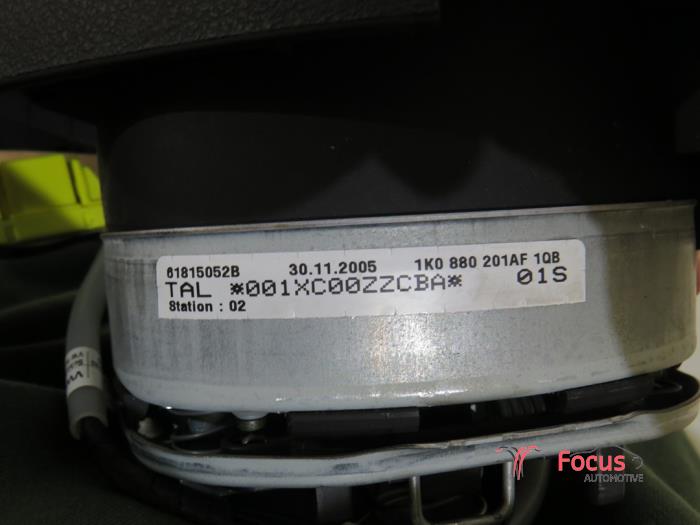 61815052B 30.11.2005 1K0 880 201AF 1QB
TAL *001XC00ZZCBA* 01S
Station : 02
Focus
AUTOMOTIVE